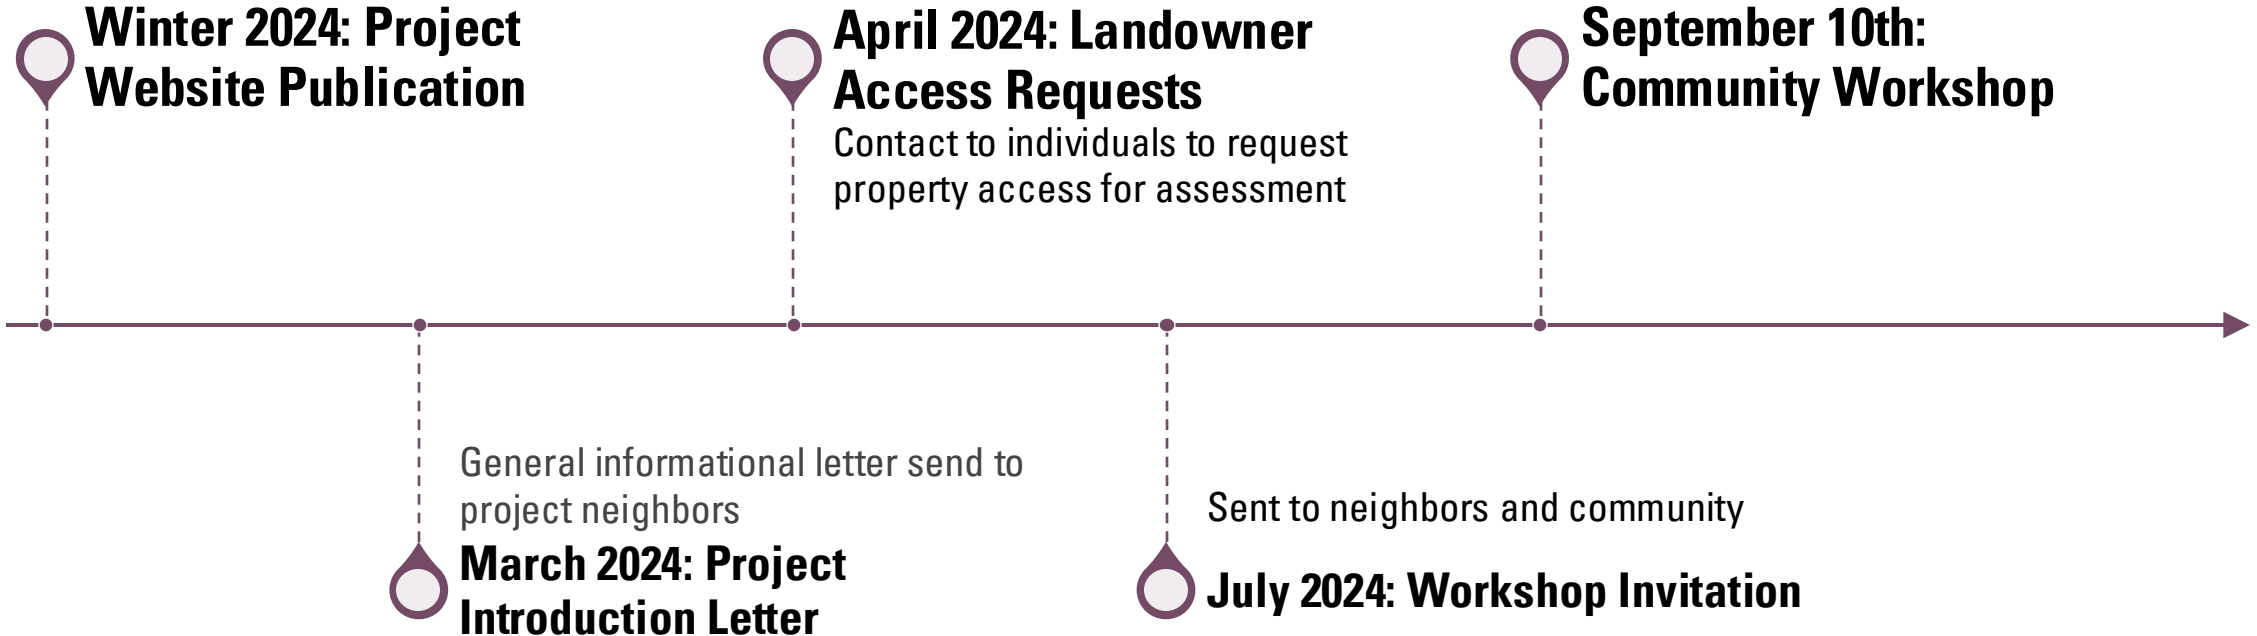 Winter 2024: Project
Website Publication
April 2024: Landowner
Access Requests
Contact to individuals to request
property access for assessment
September 10th:
Community Workshop
General informational letter send to
project neighbors
March 2024: Project
Introduction Letter
Sent to neighbors and community
July 2024: Workshop Invitation